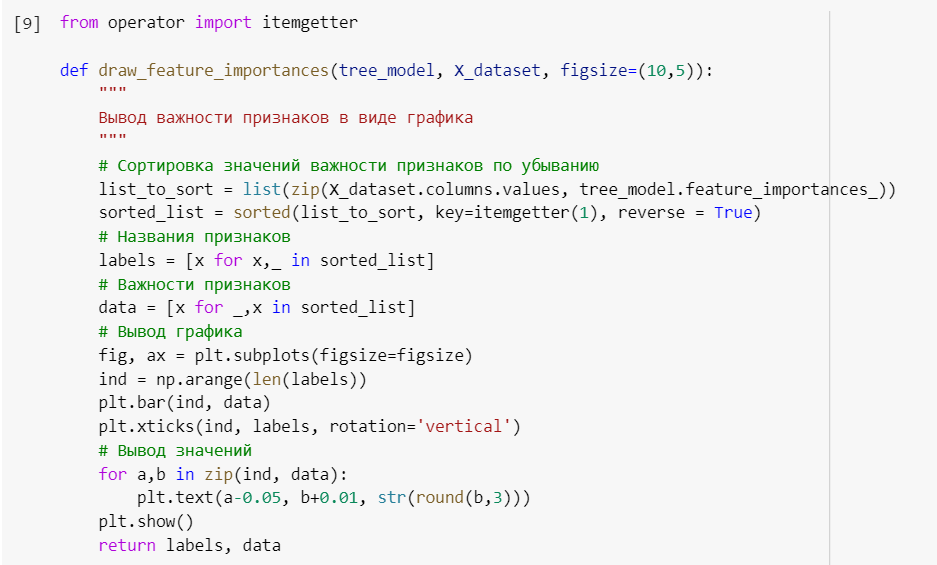 [9] from operator import itemgetter
def draw_feature_importances(tree_model, X_dataset, figsize=(10,5)):
"""
Вывод важности признаков в виде графика
"""
# Сортировка значений важности признаков по убыванию
list_to_sort = list(zip(X_dataset.columns.values, tree_model.feature_importances_))
sorted_list = sorted(list_to_sort, key=itemgetter(1), reverse = True)
# Названия признаков
labels = [x for x,_ in sorted_list]
# Важности признаков
data = [x for _,x in sorted_list]
# Вывод графика
fig, ax = plt.subplots(figsize=figsize)
ind = np.arange(len(labels))
plt.bar(ind, data)
plt.xticks(ind, labels, rotation='vertical')
# Вывод значений
for a,b in zip(ind, data):
plt.text(a-0.05, b+0.01, str(round(b,3)))
plt.show()
return labels, data